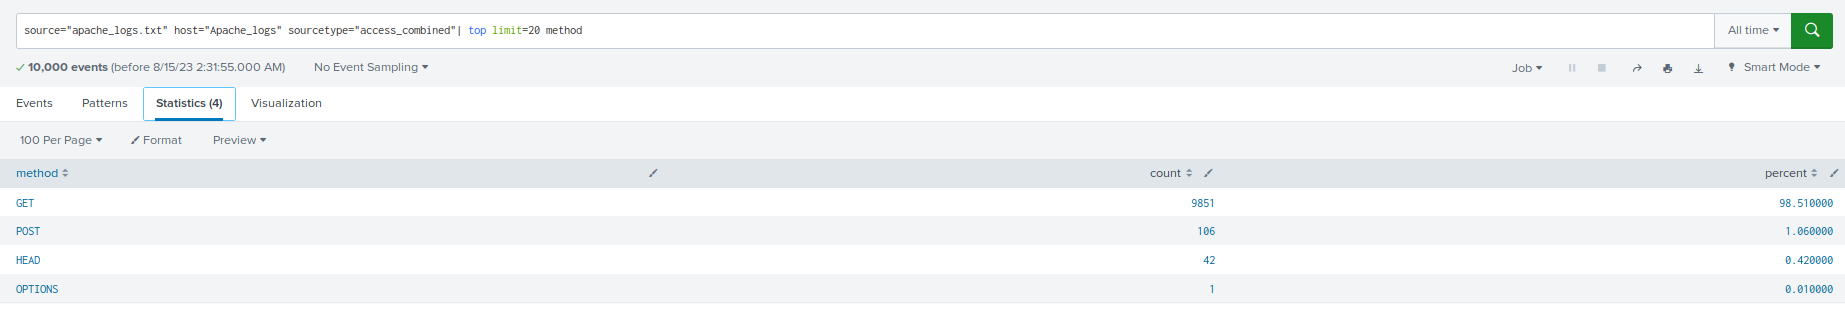 source="apache_logs.txt" host="Apache_logs" sourcetype="access_combined"| top limit=20 method
All time
10,000 events (before 8/15/23 2:31:55.000 AM) No Event Sampling
Job Smart Mode
Events Patterns Statistics (4) Visualization
100 Per Page Format Preview
method count percent
GET 9851 98.510000
POST 106 1.060000
HEAD 42 0.420000
OPTIONS 1 0.010000